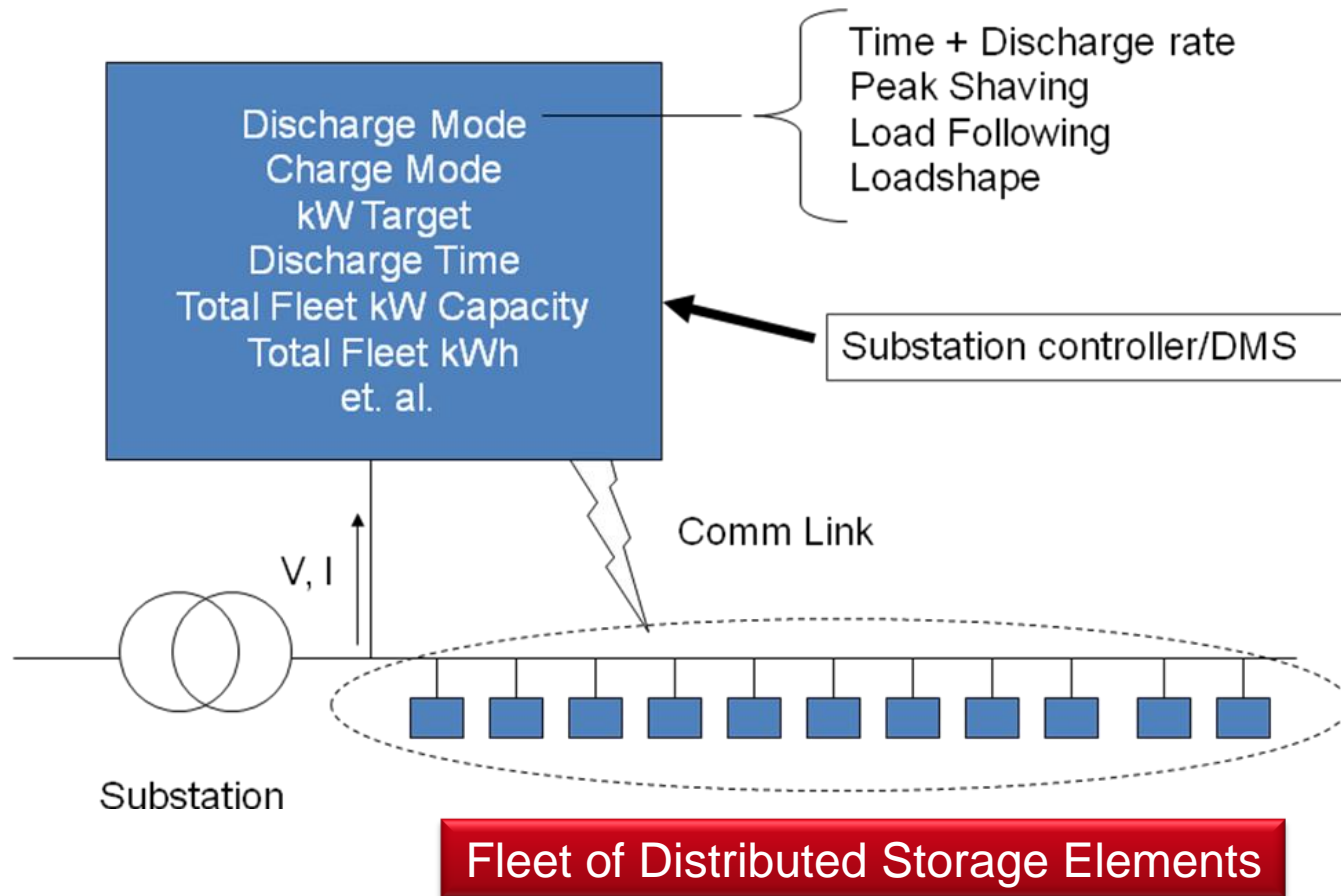 Time + Discharge rate
Peak Shaving
Load Following
Loadshape
Discharge Mode
Charge Mode
kW Target
Discharge Time
Total Fleet kW Capacity
Total Fleet kWh
et. al.
Substation controller/DMS
Comm Link
V, I
Substation
Fleet of Distributed Storage Elements